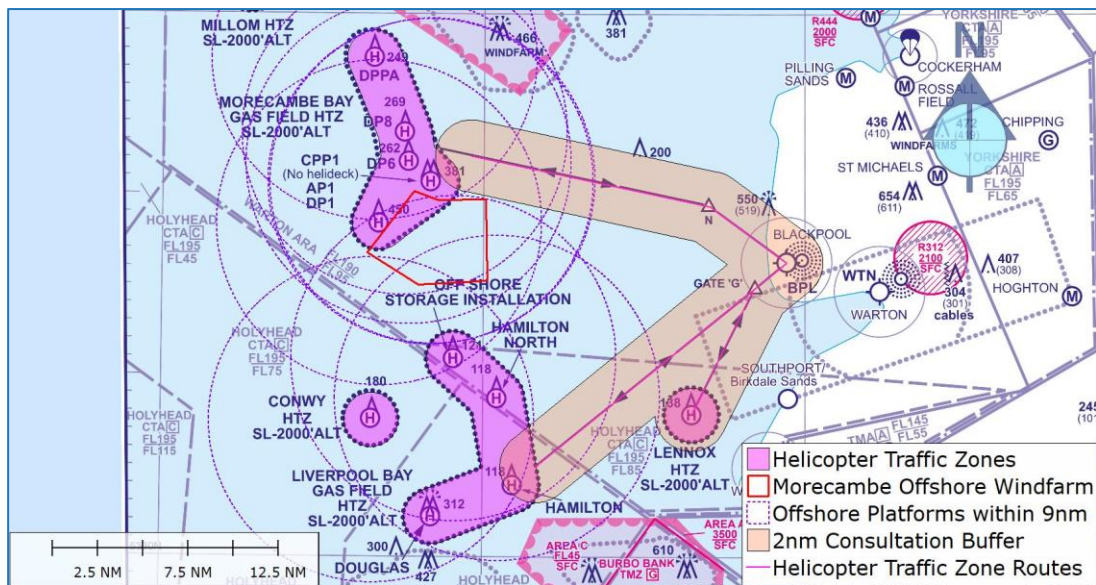 MILLOM HTZ
SL-2000'ALT
466
WINDFARM
381
R444
2000
SFC
M
YORKSHIRE
CTA A
FL195
N
COCKERHAM
PILLING
SANDS
M
M
ROSSALL
FIELD
249
H
DPPA
MORECAMBE BAY
GAS FIELD HTZ
SL-2000'ALT
269
DP8
H
262
DP6
H
CPP1
(No helideck)
AP1
DP1
381
H
450
H
200
436
(410)
472
(419)
WINDFARMS
CHIPPING
G
ST MICHAELS
M
YORKSHIRE
CTA A
FL195
FL65
654
(611)
550
(519)
N
BLACKPOOL
BPL
HOLYHEAD
CTA C
FL195
FL45
WARTON ARA
FL190
R312
2100
SFC
WTN
WARTON
304
(301)
cables
407
(308)
HOGHTON
M
GATE 'G'
OFF SHORE
STORAGE INSTALLATION
HAMILTON
NORTH
121
H
118
H
HOLYHEAD
CTA C
FL195
FL75
180
H
CONWY
HTZ
SL-2000'ALT
SOUTHPORT/
Birkdale Sands
138
H
HOLYHEAD
CTA C
FL195
FL115
HOLYHEAD
CTA C
FL195
FL85
LENNOX
HTZ
SL-2000'ALT
TMA A
FL145
FL55
245
LIVERPOOL BAY
GAS FIELD
HTZ
SL-2000'ALT
118
H
312
H
HAMILTON
300
DOUGLAS
427
HOLYHEAD
AREA C
FL45
SFC
BURBO BANK
TMZ G
610
AREA A
3500
SFC
Helicopter Traffic Zones
Morecambe Offshore Windfarm
Offshore Platforms within 9nm
2nm Consultation Buffer
Helicopter Traffic Zone Routes
2.5 NM
7.5 NM
12.5 NM